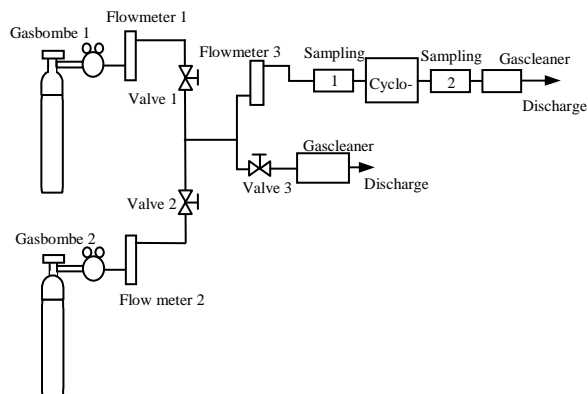 Gasbombe 1
Flowmeter 1
Valve 1
Flowmeter 3
Sampling
1
Cyclo-
Sampling
2
Gascleaner
Discharge
Valve 3
Gascleaner
Discharge
Valve 2
Gasbombe 2
Flow meter 2